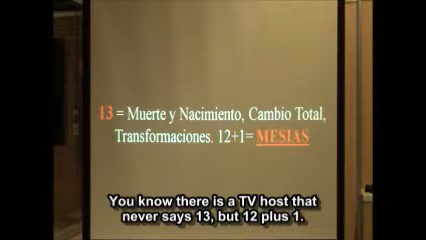 13 = Muerte y Nacimiento, Cambio Total,
Transformaciones. 12+1= MESIAS
You know there is a TV host that
never says 13, but 12 plus 1.